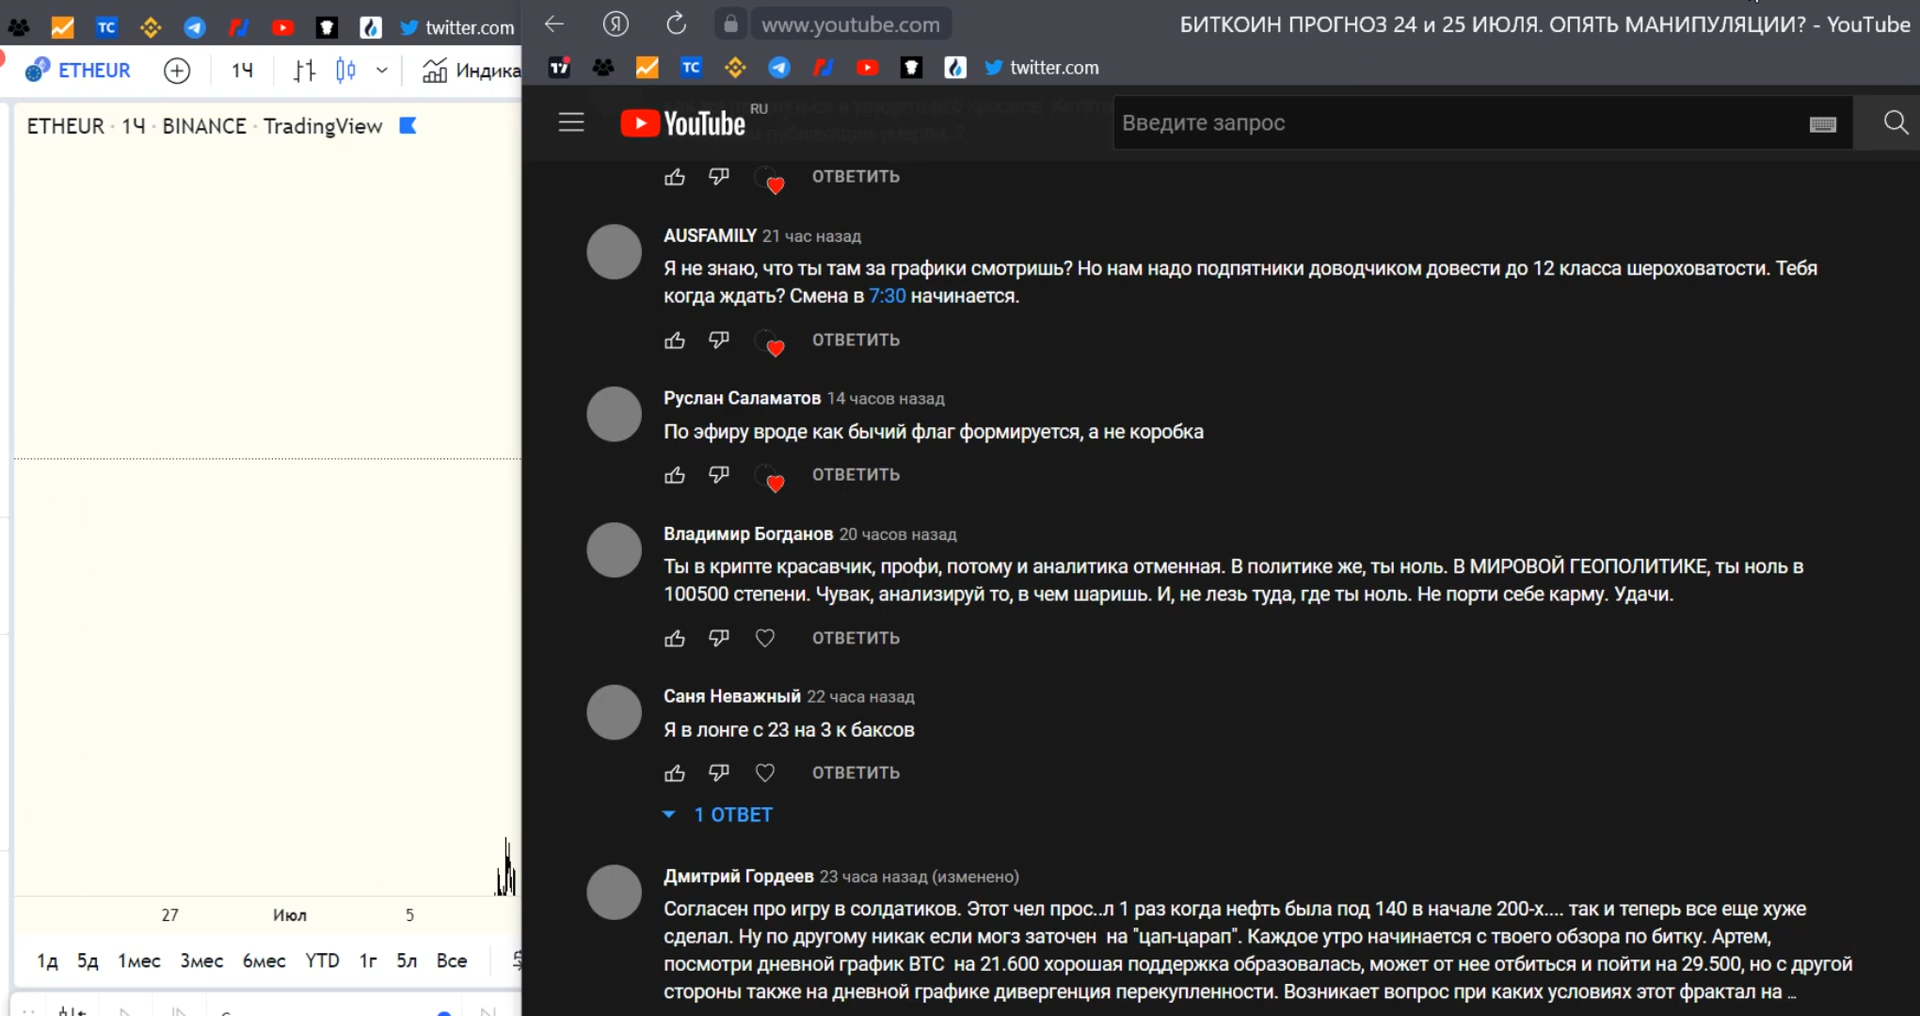 twitter.com
ETHEUR
1Ч
Индика
ETHEUR · 1Ч · BINANCE · TradingView
27
Июл
5
1д 5д 1мес 3мес 6мес YTD 1г 5л Все
www.youtube.com
БИТКОИН ПРОГНОЗ 24 и 25 ИЮЛЯ. ОПЯТЬ МАНИПУЛЯЦИИ? - YouTube
TC
twitter.com
YouTube RU
Введите запрос
ОТВЕТИТЬ
AUSFAMILY 21 час назад
Я не знаю, что ты там за графики смотришь? Но нам надо подпятники доводчиком довести до 12 класса шероховатости. Тебя
когда ждать? Смена в 7:30 начинается.
ОТВЕТИТЬ
Руслан Саламатов 14 часов назад
По эфиру вроде как бычий флаг формируется, а не коробка
ОТВЕТИТЬ
Владимир Богданов 20 часов назад
Ты в крипте красавчик, профи, потому и аналитика отменная. В политике же, ты ноль. В МИРОВОЙ ГЕОПОЛИТИКЕ, ты ноль в
100500 степени. Чувак, анализируй то, в чем шаришь. И, не лезь туда, где ты ноль. Не порти себе карму. Удачи.
ОТВЕТИТЬ
Саня Неважный 22 часа назад
Я в лонге с 23 на 3 к баксов
ОТВЕТИТЬ
1 ОТВЕТ
Дмитрий Гордеев 23 часа назад (изменено)
Согласен про игру в солдатиков. Этот чел прос..л 1 раз когда нефть была под 140 в начале 200-х.... так и теперь все еще хуже
сделал. Ну по другому никак если могз заточен на "цап-царап". Каждое утро начинается с твоего обзора по битку. Артем,
посмотри дневной график BTC на 21.600 хорошая поддержка образовалась, может от нее отбиться и пойти на 29.500, но с другой
стороны также на дневной графике дивергенция перекупленности. Возникает вопрос при каких условиях этот фрактал на ...